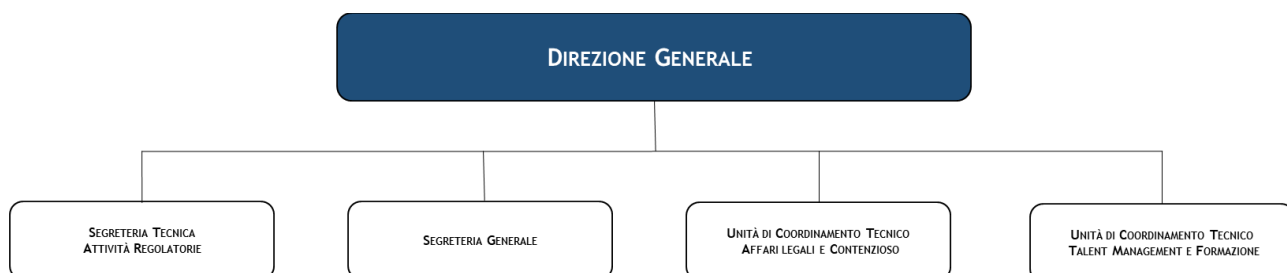 Direzione Generale
Segreteria Tecnica
Attività Regolatorie
Segreteria Generale
Unità di Coordinamento Tecnico
Affari legali e Contenzioso
Unità di Coordinamento Tecnico
Talent Management e Formazione